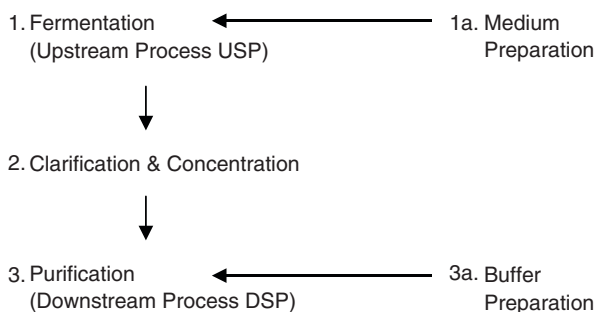 1. Fermentation
(Upstream Process USP)
1a. Medium
Preparation
2. Clarification & Concentration
3. Purification
(Downstream Process DSP)
3a. Buffer
Preparation